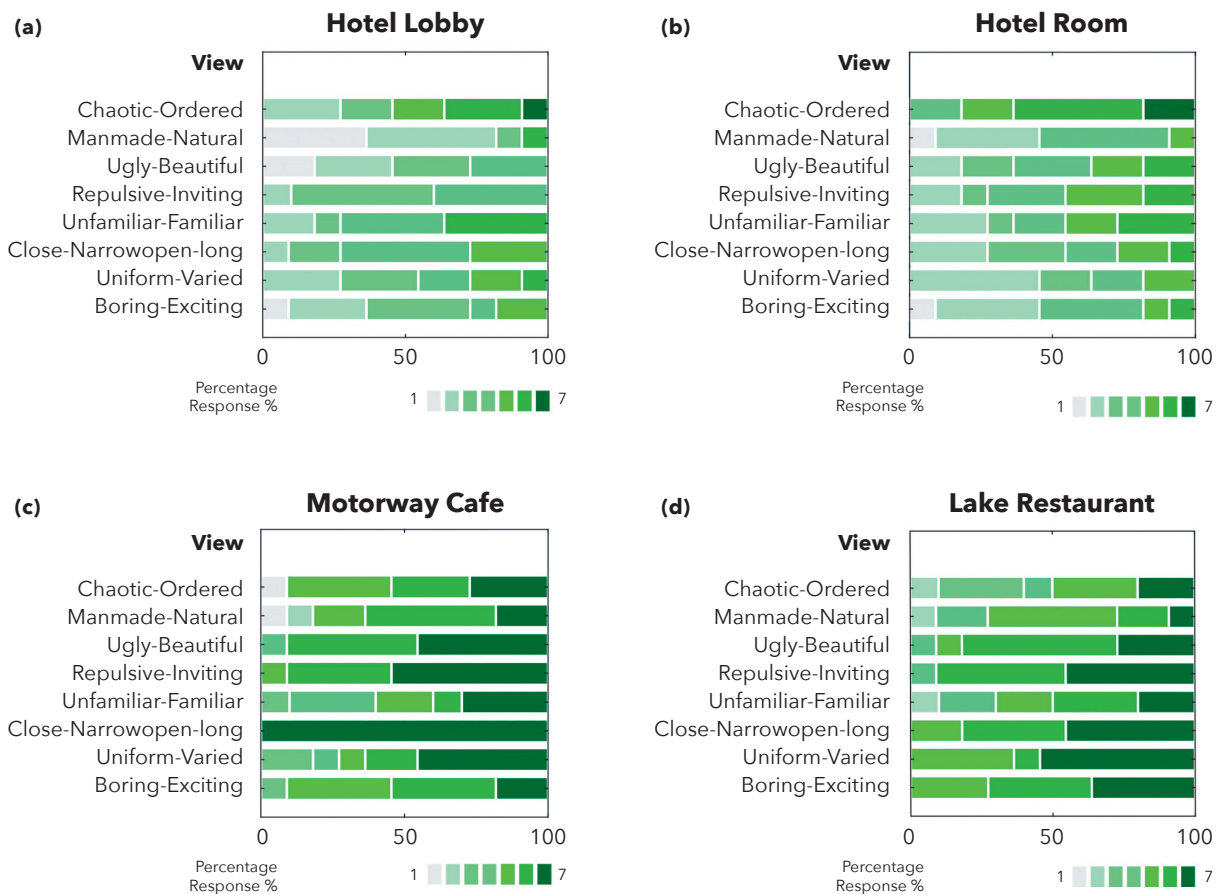 (a)
Hotel Lobby
View
Chaotic-Ordered
Manmade-Natural
Ugly-Beautiful
Repulsive-Inviting
Unfamiliar-Familiar
Close-Narrowopen-long
Uniform-Varied
Boring-Exciting
0 50 100
Percentage
Response %
1 7
(b)
Hotel Room
View
Chaotic-Ordered
Manmade-Natural
Ugly-Beautiful
Repulsive-Inviting
Unfamiliar-Familiar
Close-Narrowopen-long
Uniform-Varied
Boring-Exciting
0 50 100
Percentage
Response %
1 7
(c)
Motorway Cafe
View
Chaotic-Ordered
Manmade-Natural
Ugly-Beautiful
Repulsive-Inviting
Unfamiliar-Familiar
Close-Narrowopen-long
Uniform-Varied
Boring-Exciting
0 50 100
Percentage
Response %
1 7
(d)
Lake Restaurant
View
Chaotic-Ordered
Manmade-Natural
Ugly-Beautiful
Repulsive-Inviting
Unfamiliar-Familiar
Close-Narrowopen-long
Uniform-Varied
Boring-Exciting
0 50 100
Percentage
Response %
1 7